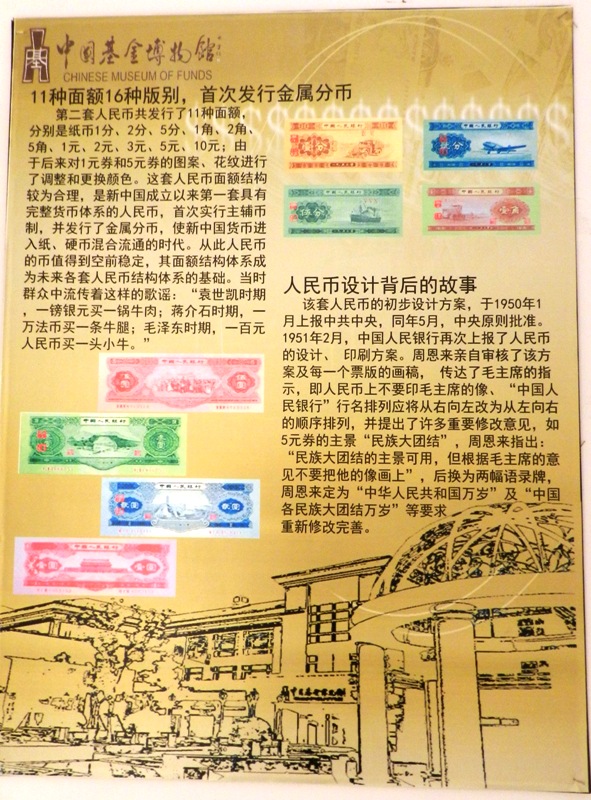 中国基金博物馆
CHINESE MUSEUM OF FUNDS
11种面额16种版别，首次发行金属分币
第二套人民币共发行了11种面额，
分别是纸币1分、2分、5分、1角、2角、
5角、1元、2元、3元、5元、10元；由
于后来对1元券和5元券的图案、花纹进行
了调整和更换颜色。这套人民币面额结构
较为合理，是新中国成立以来第一套具有
完整货币体系的人民币，首次实行主辅币
制，并发行了金属分币，使新中国货币进
入纸、硬币混合流通的时代。从此人民币
的币值得到空前稳定，其面额结构体系成
为未来各套人民币结构体系的基础。当时
群众中流传着这样的歌谣：“袁世凯时期
，一镑银元买一锅牛肉；蒋介石时期，一
万法币买一条牛腿；毛泽东时期，一百元
人民币买一头小牛。”
人民币设计背后的故事
该套人民币的初步设计方案，于1950年1
月上报中共中央，同年5月，中央原则批准。
1951年2月，中国人民银行再次上报了人民币
的设计、印刷方案。周恩来亲自审核了该方
案及每一个票版的画稿，传达了毛主席的指
示，即人民币上不要印毛主席的像、“中国人
民银行”行名排列应将从右向左改为从左向右
的顺序排列，并提出了许多重要修改意见，如
5元券的主景“民族大团结”，周恩来指出：
“民族大团结的主景可用，但根据毛主席的意
见不要把他的像画上”，后换为两幅语录牌，
周恩来定为“中华人民共和国万岁”及“中国
各民族大团结万岁”等要求
重新修改完善。
中国基金博物馆